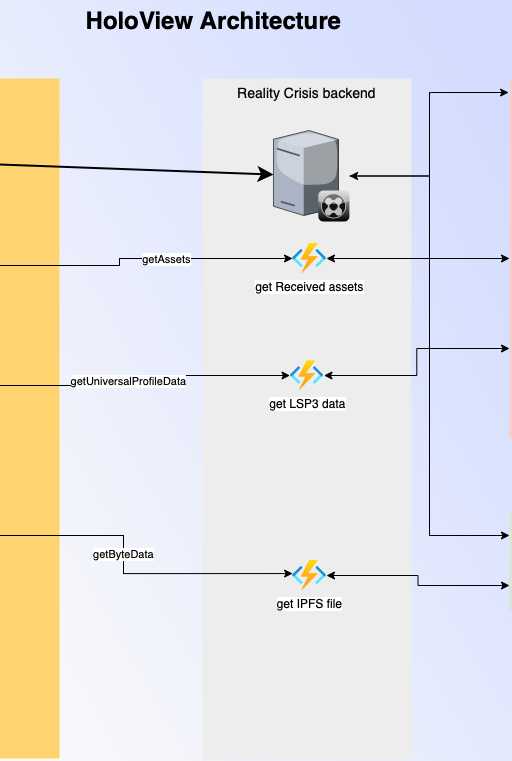 HoloView Architecture
Reality Crisis backend
getAssets
get Received assets
getUniversalProfileData
get LSP3 data
getByteData
get IPFS file